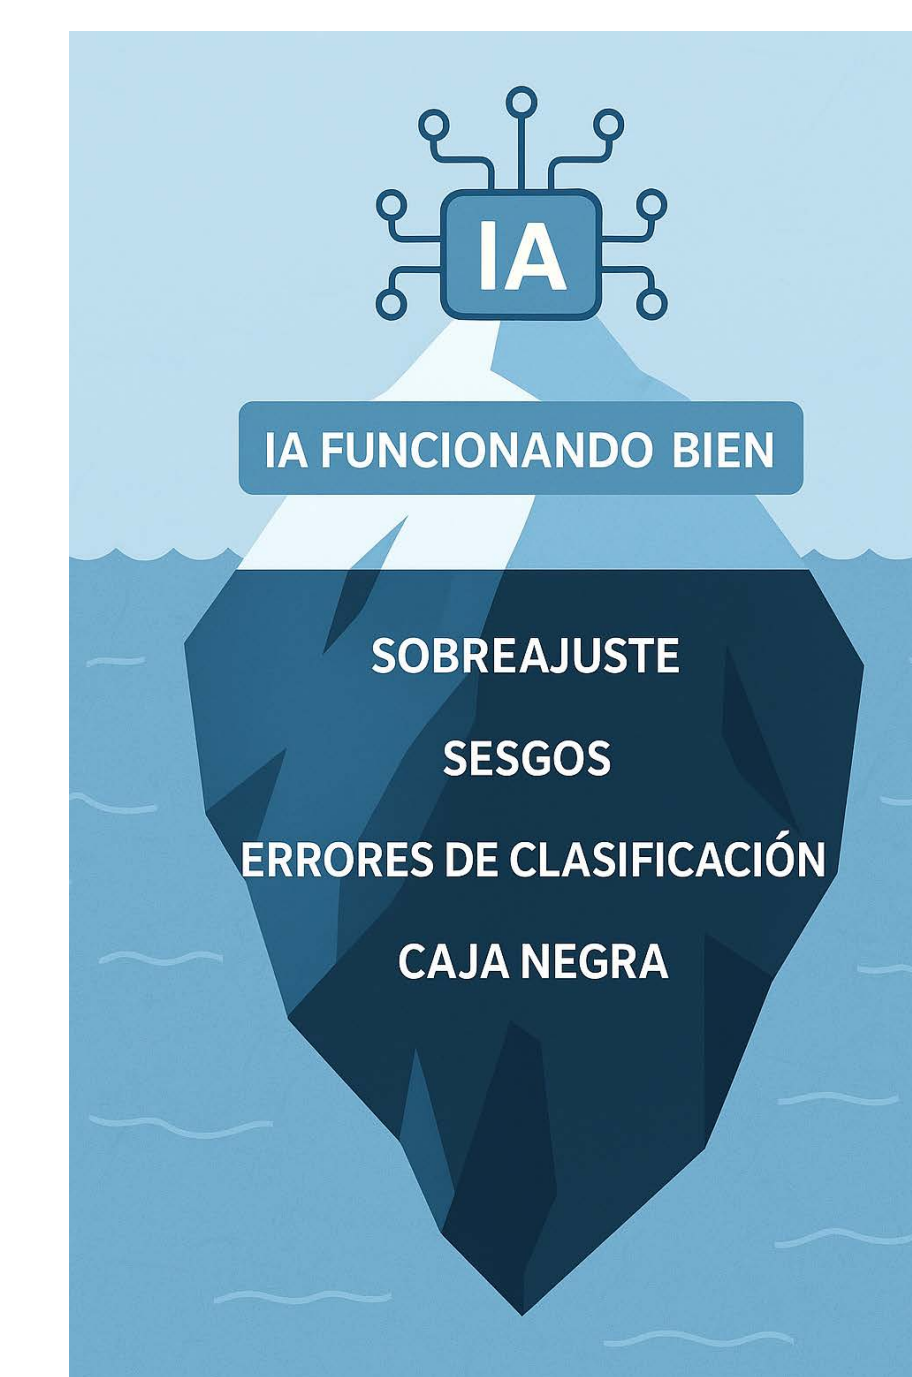 IA
IA FUNCIONANDO BIEN
SOBREAJUSTE
SESGOS
ERRORES DE CLASIFICACIÓN
CAJA NEGRA